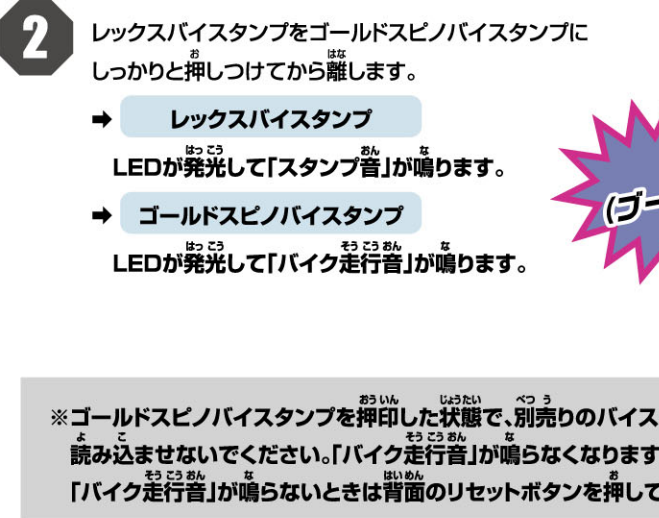 2
レックスバイスタンプをゴールドスピノバイスタンプに
しっかりと押しつけてから離します。
➡ レックスバイスタンプ
LEDが発光して「スタンプ音」が鳴ります。
➡ ゴールドスピノバイスタンプ
LEDが発光して「バイク走行音」が鳴ります。
(ブー
※ゴールドスピノバイスタンプを押印した状態で、別売りのバイス
読み込ませないでください。「バイク走行音」が鳴らなくなります
「バイク走行音」が鳴らないときは背面のリセットボタンを押して